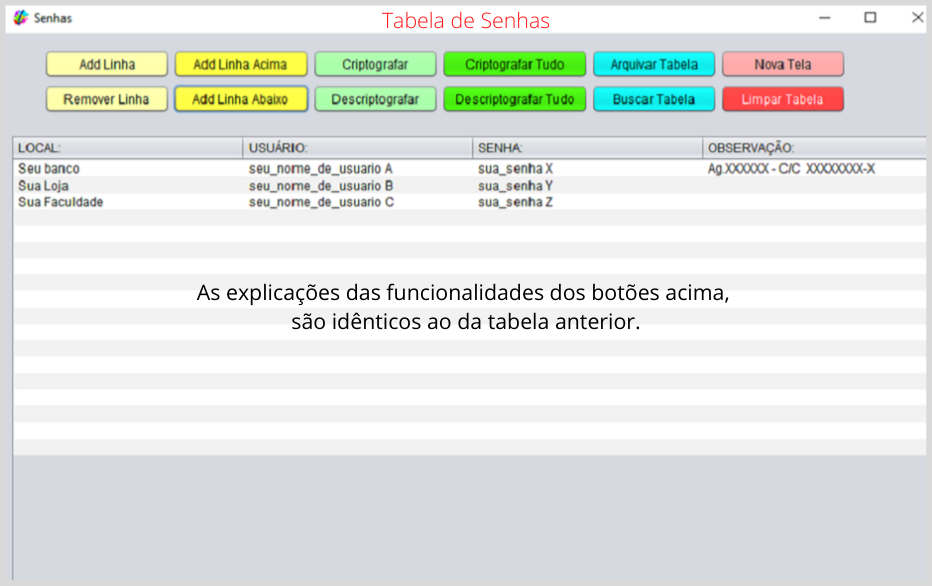 Senhas
Tabela de Senhas
Add Linha Add Linha Acima Criptografar Criptografar Tudo Arquivar Tabela Nova Tela
Remover Linha Add Linha Abaixo Descriptografar Descriptografar Tudo Buscar Tabela Limpar Tabela
LOCAL: USUÁRIO: SENHA: OBSERVAÇÃO:
Seu banco seu_nome_de_usuario A sua_senha X Ag.XXXXXX - C/C XXXXXXXX-X
Sua Loja seu_nome_de_usuario B sua_senha Y
Sua Faculdade seu_nome_de_usuario C sua_senha Z
As explicações das funcionalidades dos botões acima,
são idênticos ao da tabela anterior.